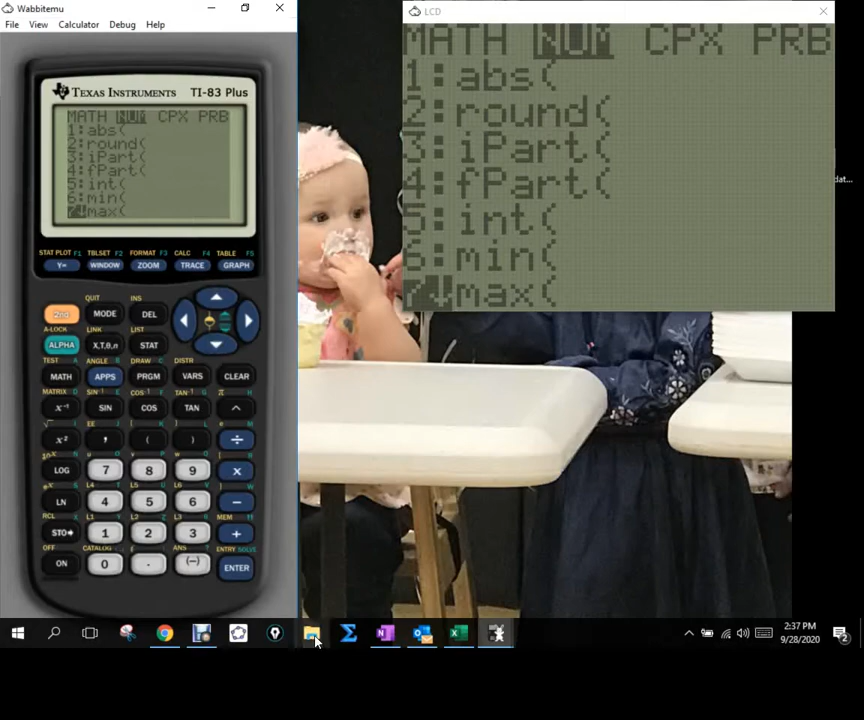 Wabbitemu
File View Calculator Debug Help
LCD
MATH NUM CPX PRB
1:abs(
2:round(
3:iPart(
4:fPart(
5:int(
6:min(
7↓max(
TEXAS INSTRUMENTS TI-83 Plus
MATH NUM CPX PRB
1:abs(
2:round(
3:iPart(
4:fPart(
5:int(
6:min(
7↓max(
dat...
STAT PLOT F1 TBLSET F2 FORMAT F3 CALC F4 TABLE F5
Y= WINDOW ZOOM TRACE GRAPH
QUIT INS
2nd MODE DEL
A-LOCK LINK LIST
ALPHA X,T,θ,n STAT
TEST A ANGLE B DRAW C DISTR
MATH APPS PRGM VARS CLEAR
MATRIX D SIN⁻¹ E COS⁻¹ F TAN⁻¹ G π H
x⁻¹ SIN COS TAN ^
√ I EE J { K } L e M
x² , ( ) ÷
10ˣ N
LOG 7 8 9 ×
eˣ S L4 T L5 U L6 V
LN 4 5 6 −
RCL X L1 Y L2 Z L3 θ MEM
STO➔ 1 2 3 +
OFF CATALOG ANS ? ENTRY SOLVE
ON 0 . (−) ENTER
2:37 PM
9/28/2020
2